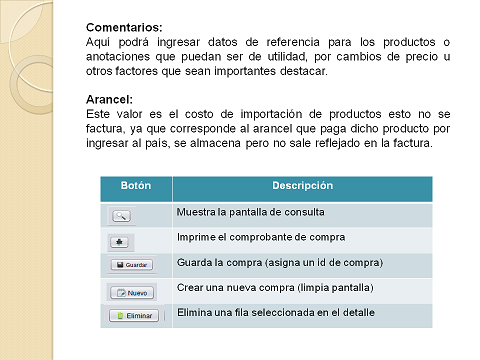 Comentarios:
Aquí podrá ingresar datos de referencia para los productos o
anotaciones que puedan ser de utilidad, por cambios de precio u
otros factores que sean importantes destacar.
Arancel:
Este valor es el costo de importación de productos esto no se
factura, ya que corresponde al arancel que paga dicho producto por
ingresar al país, se almacena pero no sale reflejado en la factura.
Botón Descripción
Muestra la pantalla de consulta
Imprime el comprobante de compra
Guardar Guarda la compra (asigna un id de compra)
Nuevo Crear una nueva compra (limpia pantalla)
Eliminar Elimina una fila seleccionada en el detalle